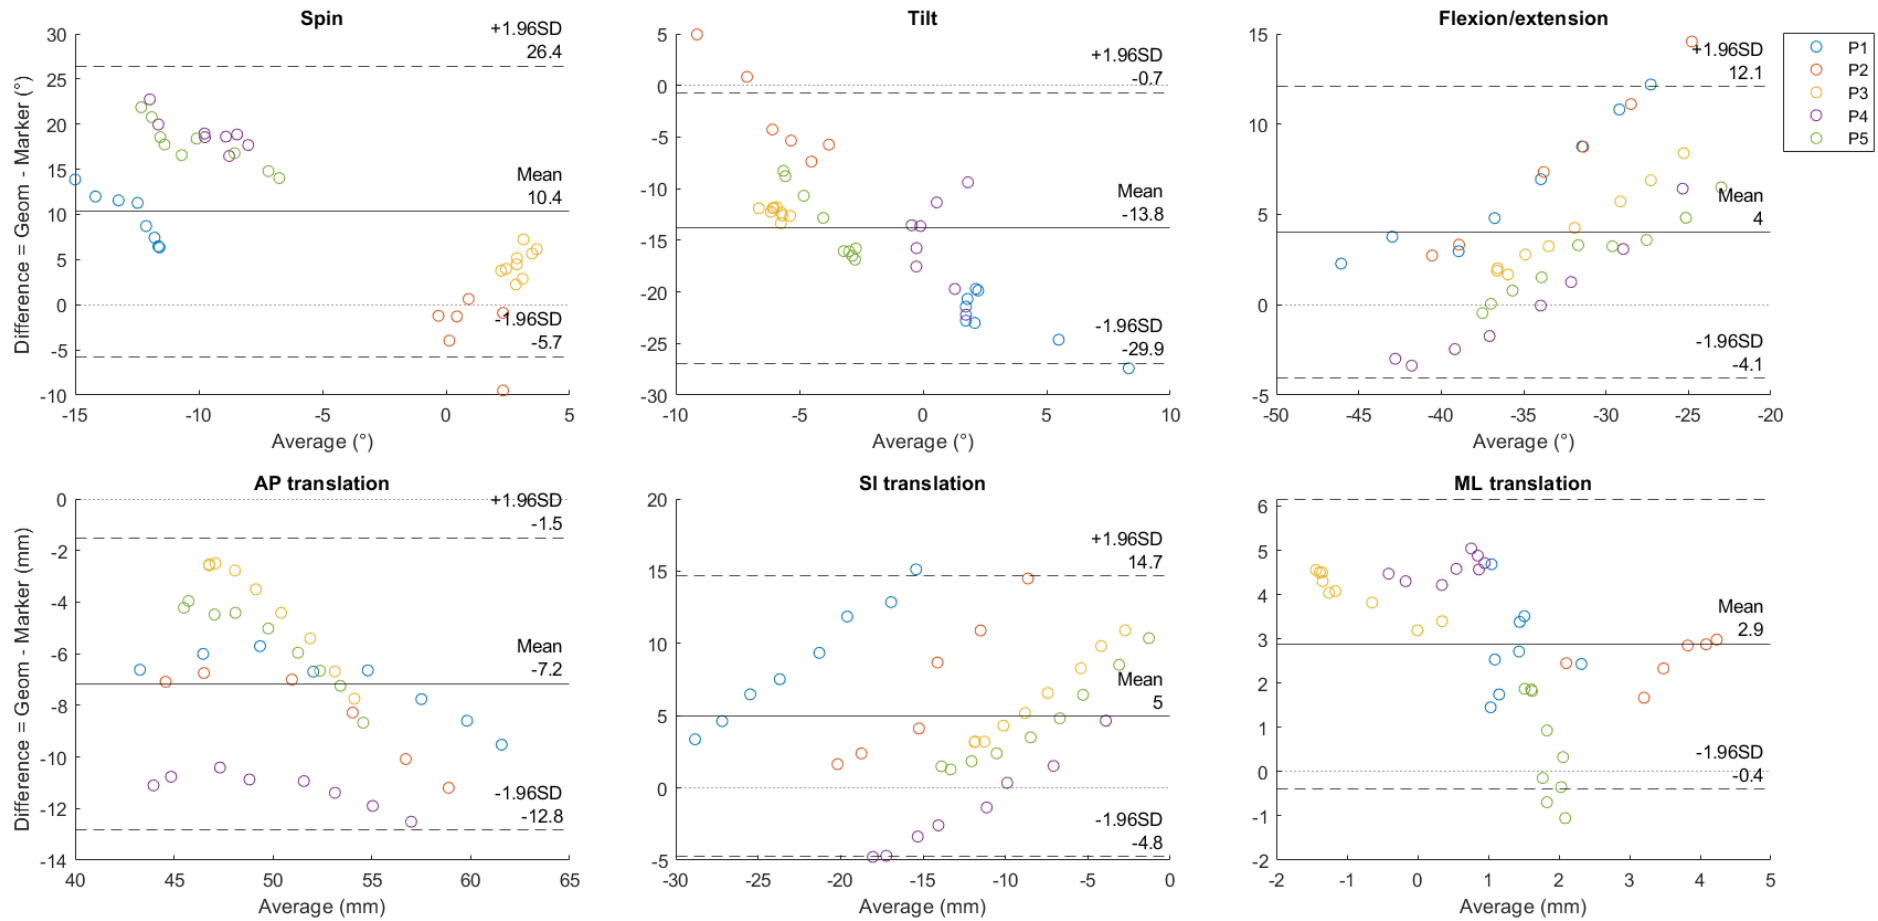 Spin
Difference = Geom - Marker (°)
30
25
20
15
10
5
0
-5
-10
+1.96SD
26.4
Mean
10.4
-1.96SD
-5.7
-15
-10
-5
0
5
Average (°)
Tilt
5
0
-5
-10
-15
-20
-25
-30
+1.96SD
-0.7
Mean
-13.8
-1.96SD
-29.9
-10
-5
0
5
10
Average (°)
Flexion/extension
15
10
5
0
-5
+1.96SD
12.1
Mean
4
-1.96SD
-4.1
-50
-45
-40
-35
-30
-25
-20
Average (°)
P1
P2
P3
P4
P5
AP translation
Difference = Geom - Marker (mm)
0
-2
-4
-6
-8
-10
-12
-14
+1.96SD
-1.5
Mean
-7.2
-1.96SD
-12.8
40
45
50
55
60
65
Average (mm)
SI translation
20
15
10
5
0
-5
+1.96SD
14.7
Mean
5
-1.96SD
-4.8
-30
-25
-20
-15
-10
-5
0
Average (mm)
ML translation
6
5
4
3
2
1
0
-1
-2
Mean
2.9
-1.96SD
-0.4
-2
-1
0
1
2
3
4
5
Average (mm)